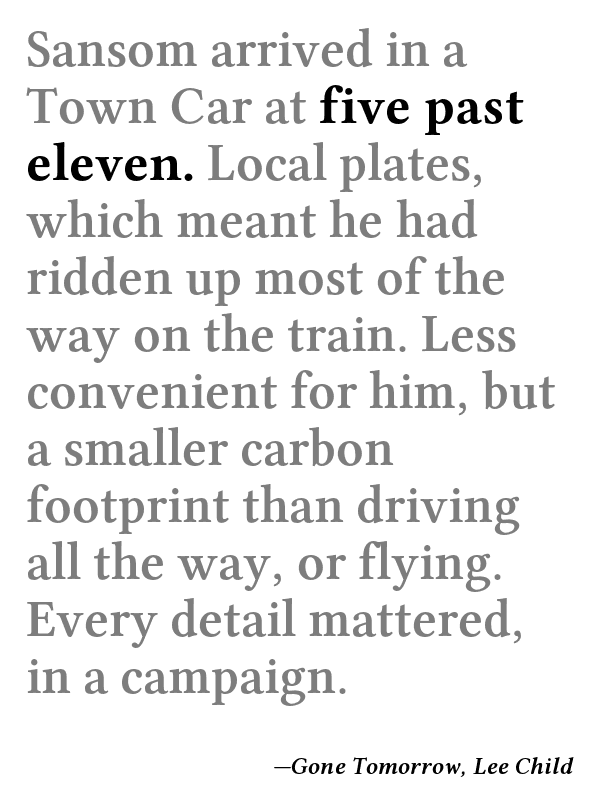 Sansom arrived in a
Town Car at five past
eleven. Local plates,
which meant he had
ridden up most of the
way on the train. Less
convenient for him, but
a smaller carbon
footprint than driving
all the way, or flying.
Every detail mattered,
in a campaign.
—Gone Tomorrow, Lee Child